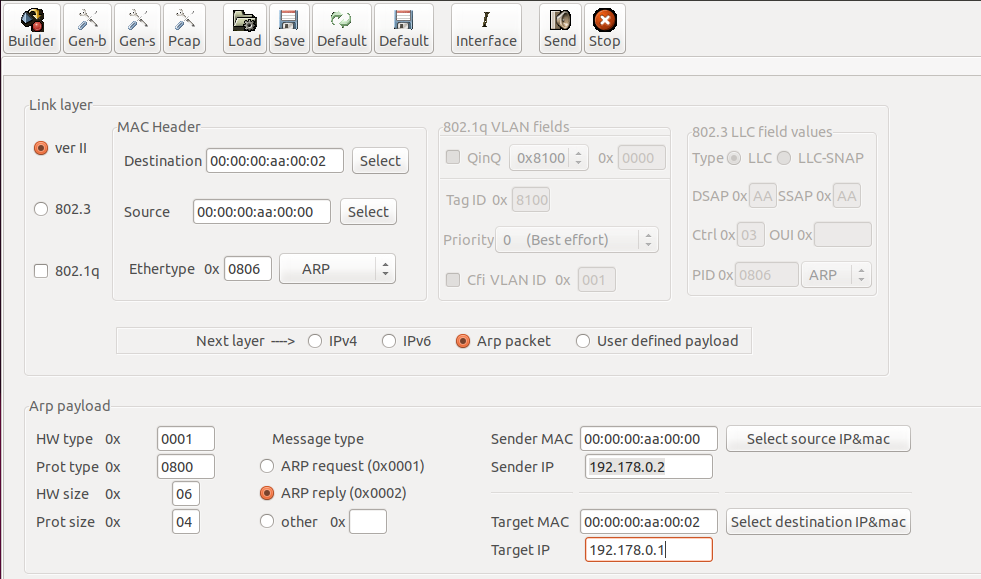 Builder Gen-b Gen-s Pcap Load Save Default Default Interface Send Stop
Link layer
MAC Header
802.1q VLAN fields
802.3 LLC field values
ver II
Destination 00:00:00:aa:00:02 Select
QinQ 0x8100 0x 0000
Type LLC LLC-SNAP
802.3
Source 00:00:00:aa:00:00 Select
Tag ID 0x 8100
DSAP 0x AA SSAP 0x AA
Priority 0 (Best effort)
Ctrl 0x 03 OUI 0x
802.1q
Ethertype 0x 0806 ARP
Cfi VLAN ID 0x 001
PID 0x 0806 ARP
Next layer ----> IPv4 IPv6 Arp packet User defined payload
Arp payload
HW type 0x 0001 Message type Sender MAC 00:00:00:aa:00:00 Select source IP&mac
Prot type 0x 0800 ARP request (0x0001) Sender IP 192.178.0.2
HW size 0x 06 ARP reply (0x0002)
Prot size 0x 04 other 0x Target MAC 00:00:00:aa:00:02 Select destination IP&mac
Target IP 192.178.0.1